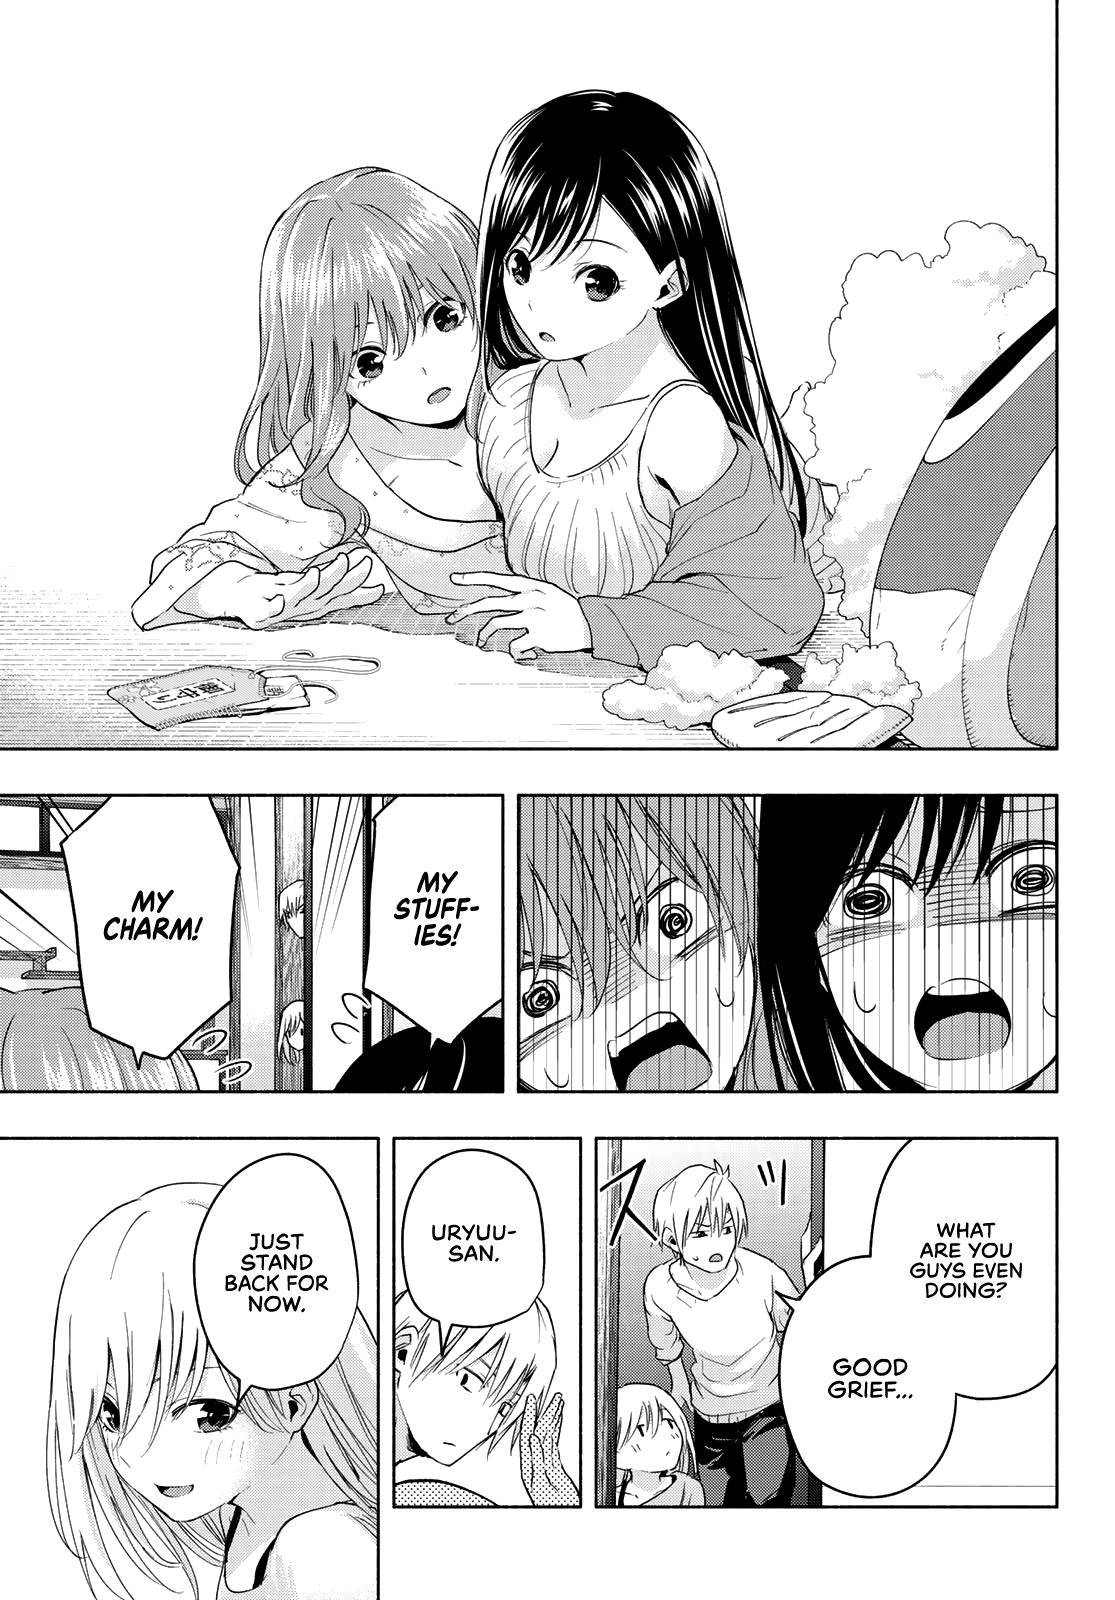 MY
STUFF-
IES!
MY
CHARM!
WHAT
ARE YOU
GUYS EVEN
DOING?
GOOD
GRIEF...
URYUU-
SAN.
JUST
STAND
BACK FOR
NOW.